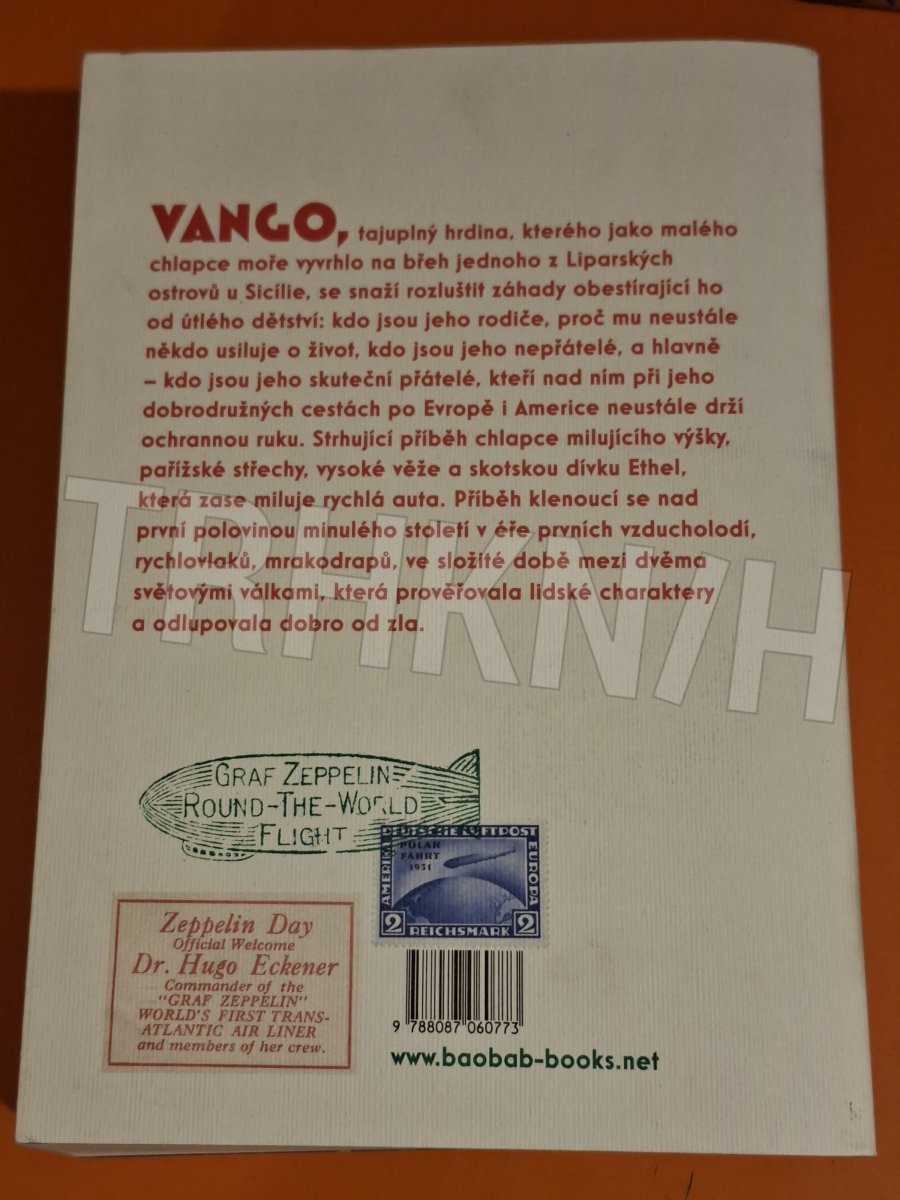 VANGO, tajuplný hrdina, kterého jako malého
chlapce moře vyvrhlo na břeh jednoho z Liparských
ostrovů u Sicílie, se snaží rozluštit záhady obestírající ho
od útlého dětství: kdo jsou jeho rodiče, proč mu neustále
někdo usiluje o život, kdo jsou jeho nepřátelé, a hlavně
– kdo jsou jeho skuteční přátelé, kteří nad ním při jeho
dobrodružných cestách po Evropě i Americe neustále drží
ochrannou ruku. Strhující příběh chlapce milujícího výšky,
pařížské střechy, vysoké věže a skotskou dívku Ethel,
která zase miluje rychlá auta. Příběh klenoucí se nad
první polovinou minulého století v éře prvních vzducholodí,
rychlovlaků, mrakodrapů, ve složité době mezi dvěma
světovými válkami, která prověřovala lidské charaktery
a odlupovala dobro od zla.
TRHKN/H
GRAF ZEPPELIN
ROUND-THE-WORLD
FLIGHT
DEUTSCHE LUFTPOST
POLAR
FAHRT
1931
AMERIKA
EUROPA
2 REICHSMARK 2
Zeppelin Day
Official Welcome
Dr. Hugo Eckener
Commander of the
"GRAF ZEPPELIN"
WORLD'S FIRST TRANS-
ATLANTIC AIR LINER
and members of her crew.
9 788087 060773
www.baobab-books.net